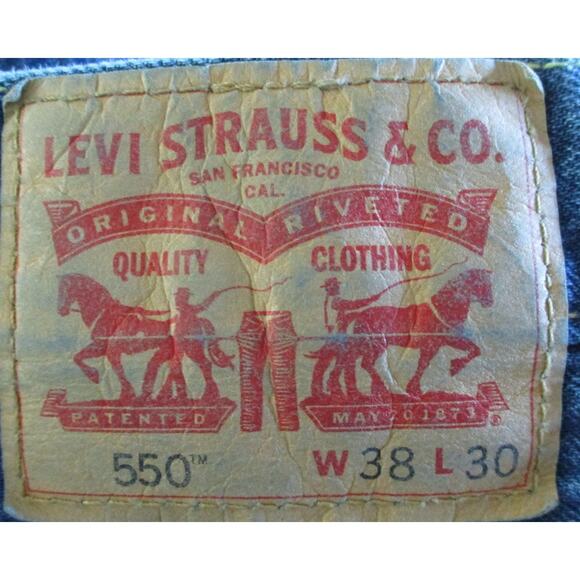 LEVI STRAUSS & CO.
SAN FRANCISCO
CAL.
ORIGINAL RIVETED
QUALITY CLOTHING
PATENTED MAY 20 1873 ®
550™ W 38 L 30